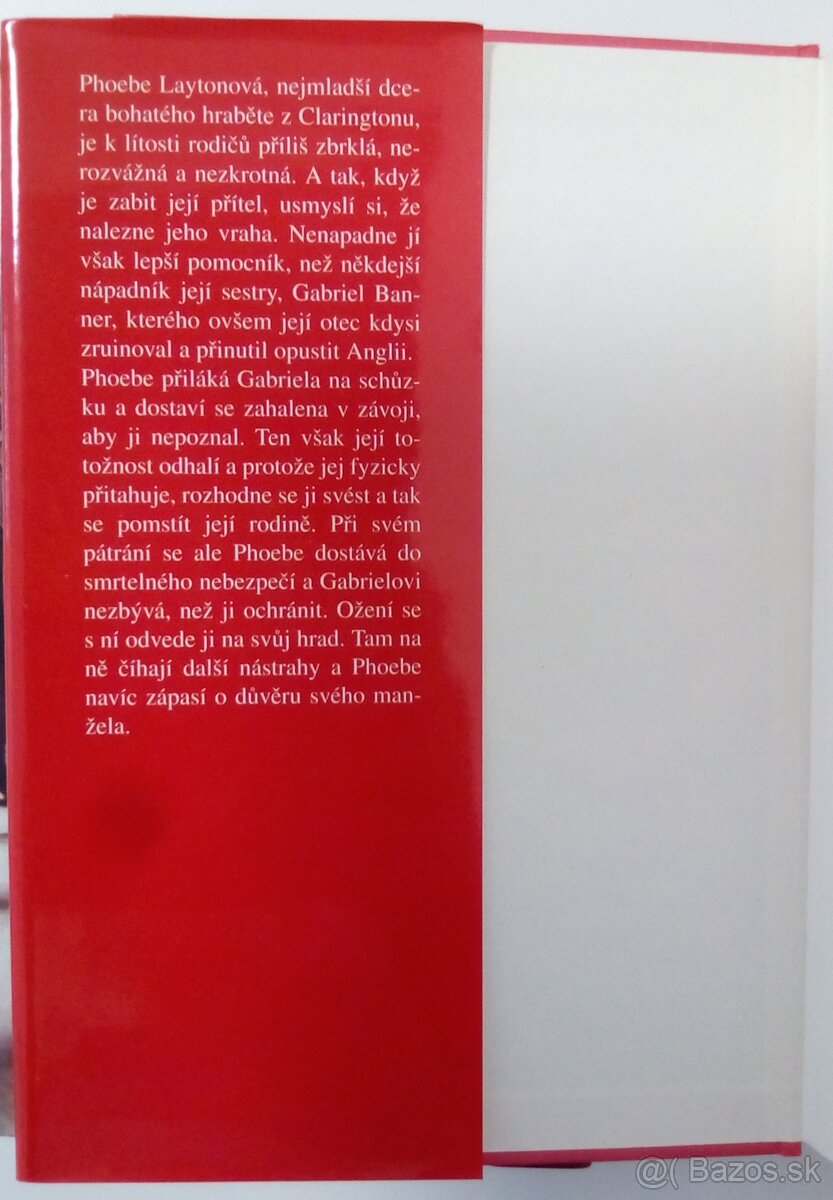 Phoebe Laytonová, nejmladší dce-
ra bohatého hraběte z Claringtonu,
je k lítosti rodičů příliš zbrklá, ne-
rozvážná a nezkrotná. A tak, když
je zabit její přítel, usmyslí si, že
nalezne jeho vraha. Nenapadne jí
však lepší pomocník, než někdejší
nápadník její sestry, Gabriel Ban-
ner, kterého ovšem její otec kdysi
zruinoval a přinutil opustit Anglii.
Phoebe přiláká Gabriela na schůz-
ku a dostaví se zahalena v závoji,
aby ji nepoznal. Ten však její to-
tožnost odhalí a protože jej fyzicky
přitahuje, rozhodne se ji svést a tak
se pomstít její rodině. Při svém
pátrání se ale Phoebe dostává do
smrtelného nebezpečí a Gabrielovi
nezbývá, než ji ochránit. Ožení se
s ní odvede ji na svůj hrad. Tam na
ně číhají další nástrahy a Phoebe
navíc zápasí o důvěru svého man-
žela.
@( Bazos.sk